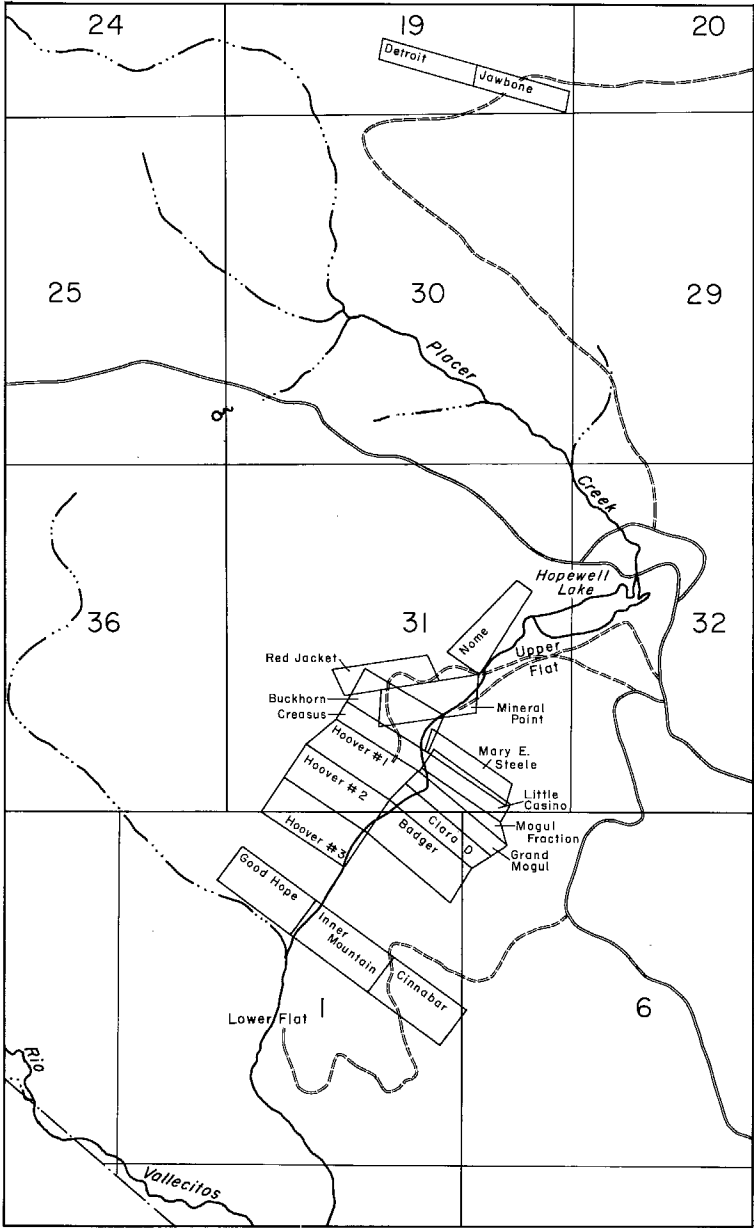 24
19
20
Detroit
Jawbone
25
30
29
Placer
Creek
Hopewell
Lake
36
31
32
Nome
Upper
Flat
Red Jacket
Buckhorn
Creasus
Mineral
Point
Hoover #1
Mary E.
Steele
Hoover #2
Little
Casino
Clara D
Mogul
Fraction
Badger
Hoover #3
Grand
Mogul
Good Hope
Inner
Mountain
Cinnabar
Lower Flat
1
6
Rio
Vallecitos